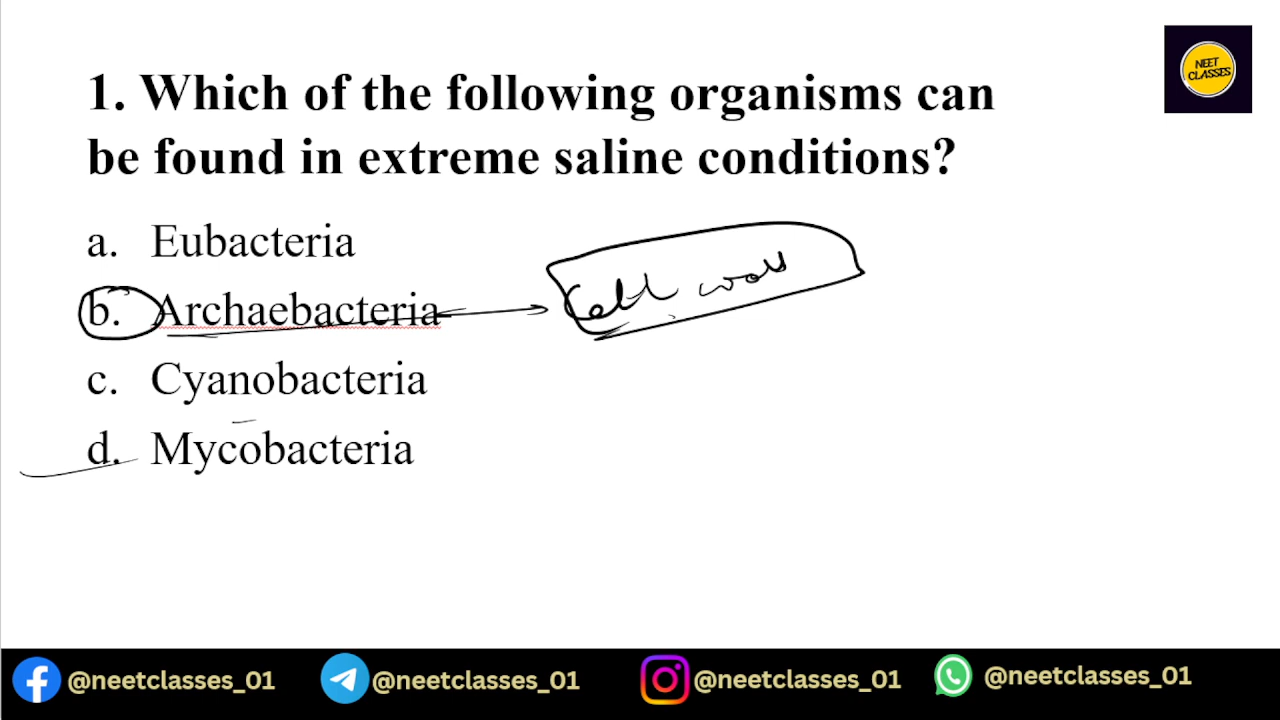 NEET
CLASSES
1. Which of the following organisms can
be found in extreme saline conditions?
a. Eubacteria
b. Archaebacteria
Cell wall
c. Cyanobacteria
d. Mycobacteria
@neetclasses_01 @neetclasses_01 @neetclasses_01 @neetclasses_01